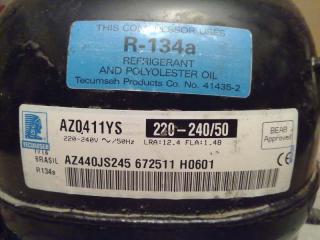 THIS COMPRESSOR USES
R-134a
REFRIGERANT
AND POLYOLESTER OIL
Tecumseh Products Co. No. 41435-2
AZ0411YS 220-240/50
220-240V ~/50Hz LRA:12.4 FLA:1.48
BEAB
Approved
TECUMSEH
BRASIL
R134a
AZ440JS245 672511 H0601